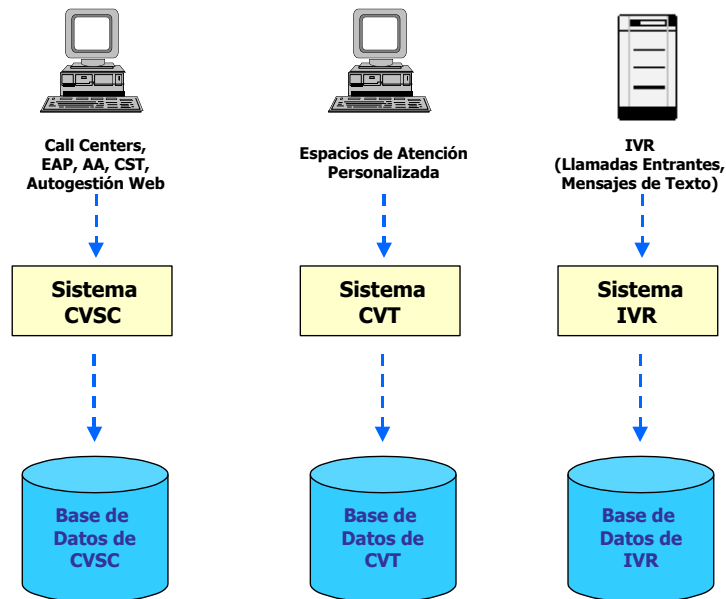 Call Centers,
EAP, AA, CST,
Autogestión Web
Espacios de Atención
Personalizada
IVR
(Llamadas Entrantes,
Mensajes de Texto)
Sistema
CVSC
Sistema
CVT
Sistema
IVR
Base de
Datos de
CVSC
Base de
Datos de
CVT
Base de
Datos de
IVR